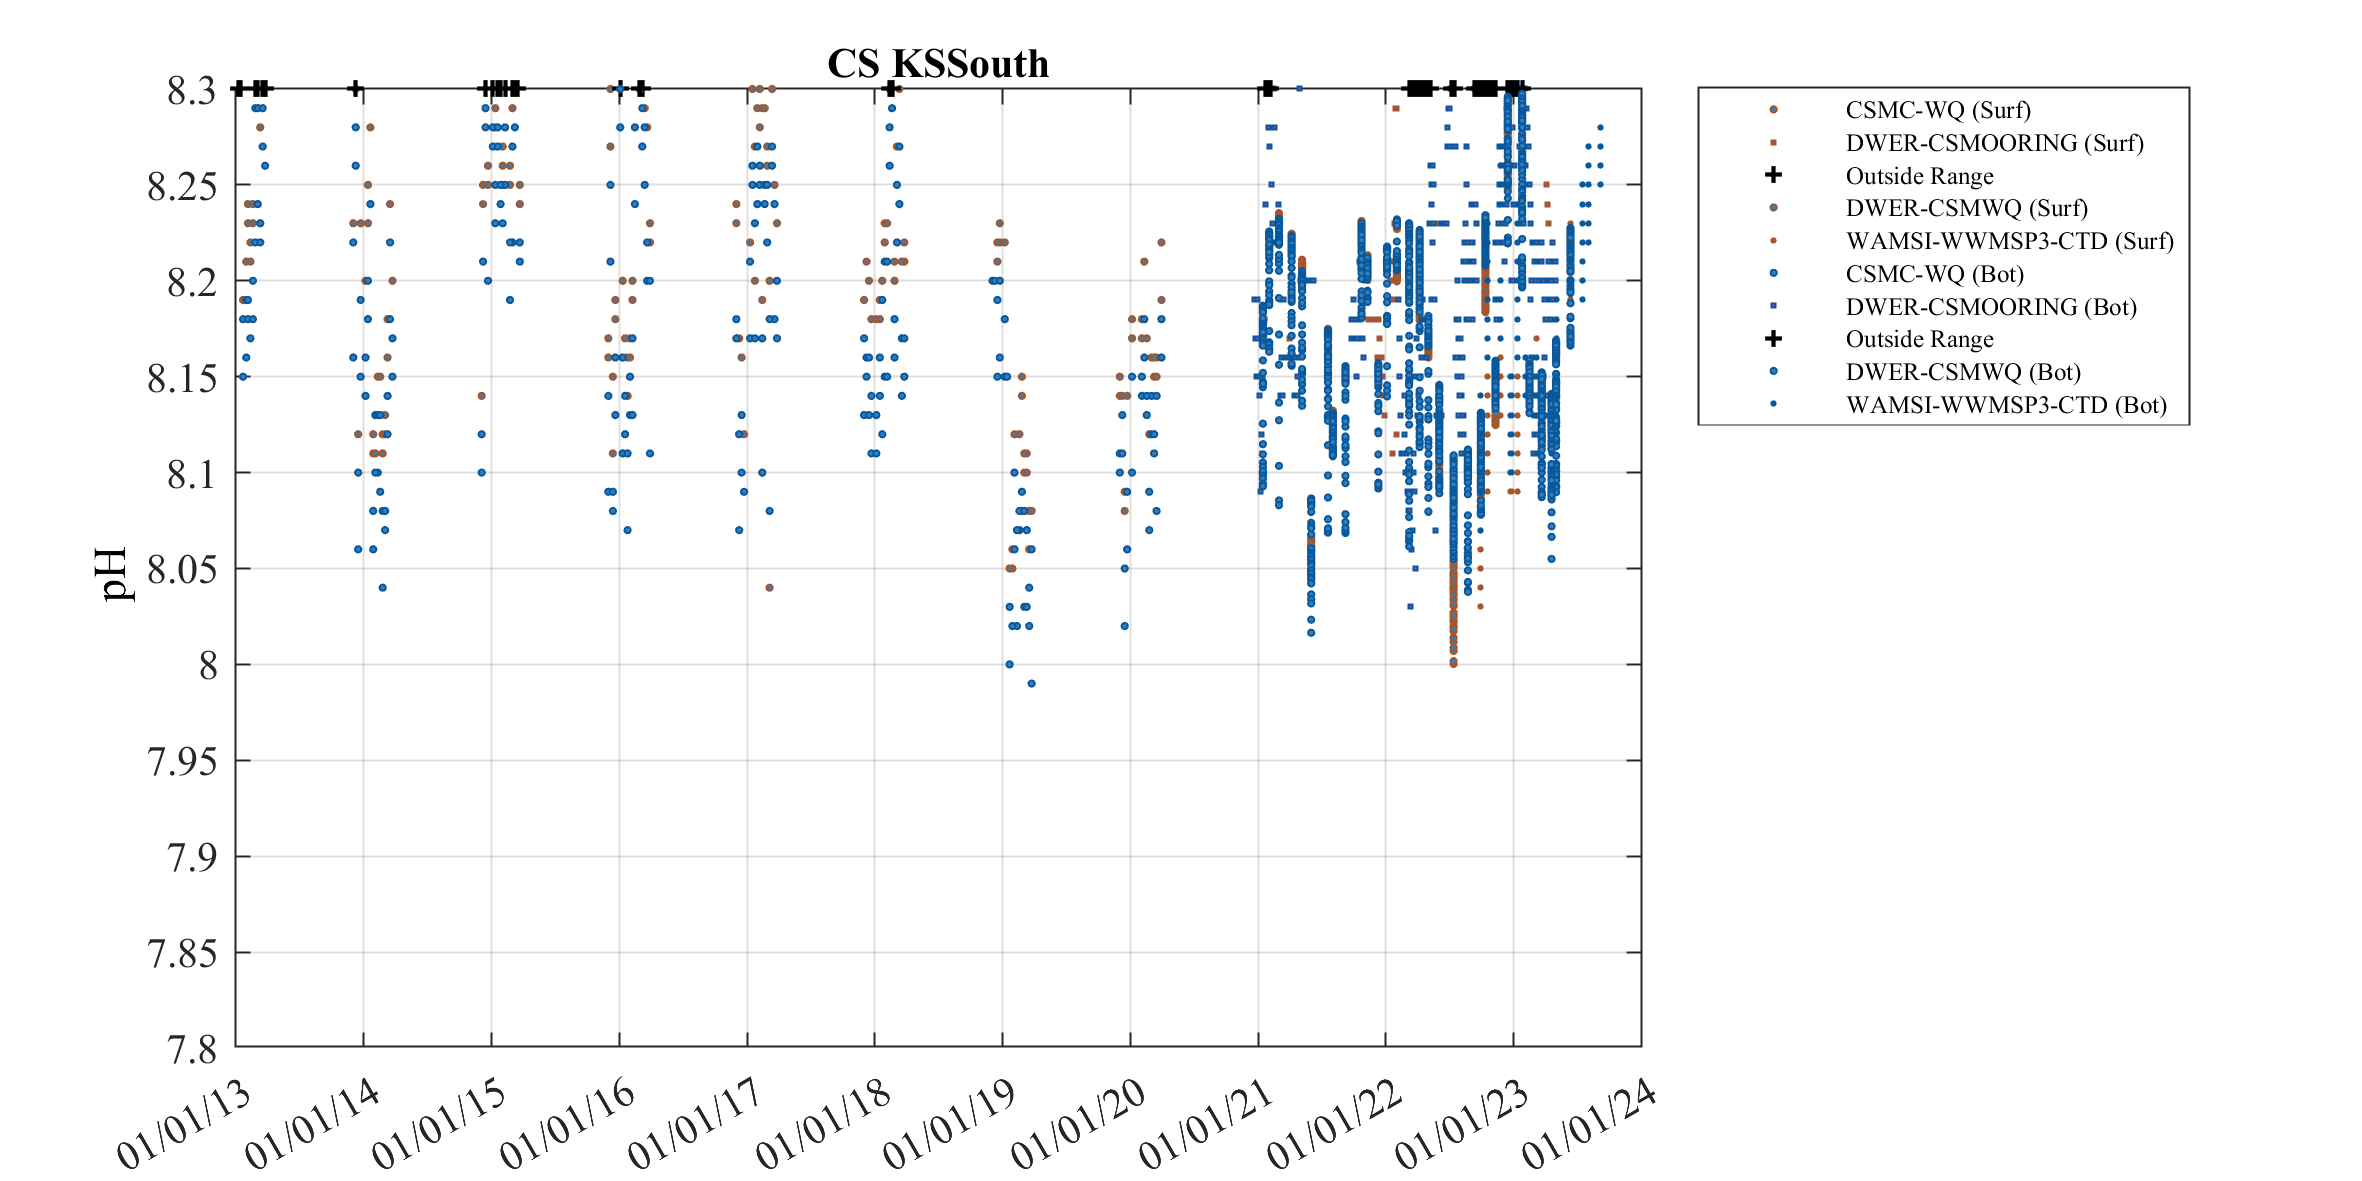 CS KSSouth
8.3
8.25
8.2
8.15
8.1
8.05
8
7.95
7.9
7.85
7.8
pH
01/01/13
01/01/14
01/01/15
01/01/16
01/01/17
01/01/18
01/01/19
01/01/20
01/01/21
01/01/22
01/01/23
01/01/24
CSMC-WQ (Surf)
DWER-CSMOORING (Surf)
Outside Range
DWER-CSMWQ (Surf)
WAMSI-WWMSP3-CTD (Surf)
CSMC-WQ (Bot)
DWER-CSMOORING (Bot)
Outside Range
DWER-CSMWQ (Bot)
WAMSI-WWMSP3-CTD (Bot)